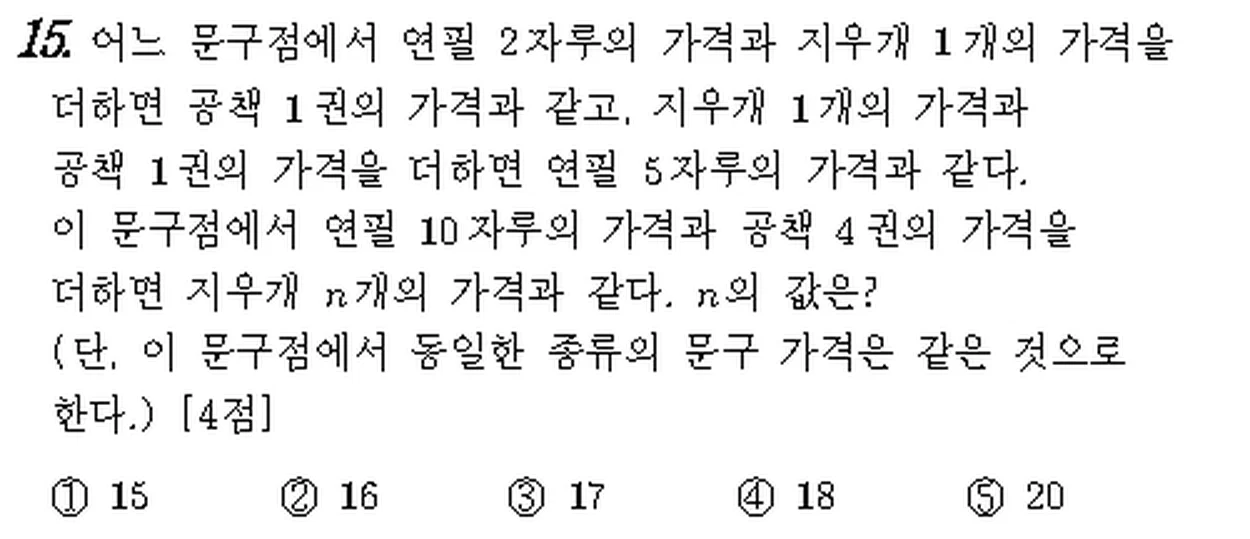 15. 어느 문구점에서 연필 2자루의 가격과 지우개 1개의 가격을
더하면 공책 1권의 가격과 같고, 지우개 1개의 가격과
공책 1권의 가격을 더하면 연필 5자루의 가격과 같다.
이 문구점에서 연필 10자루의 가격과 공책 4권의 가격을
더하면 지우개 n개의 가격과 같다. n의 값은?
(단, 이 문구점에서 동일한 종류의 문구 가격은 같은 것으로
한다.) [4점]
① 15 ② 16 ③ 17 ④ 18 ⑤ 20